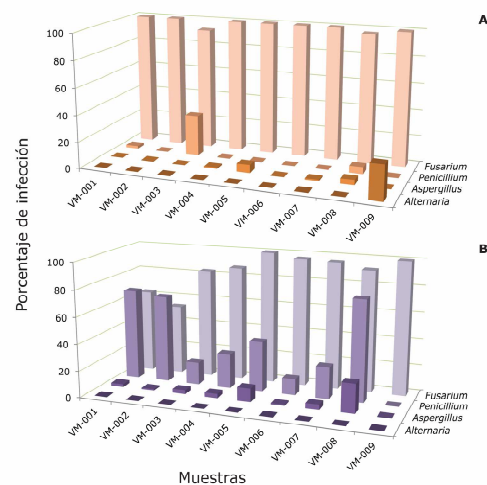 A
100
80
60
40
20
0
VM-001
VM-002
VM-003
VM-004
VM-005
VM-006
VM-007
VM-008
VM-009
Fusarium
Penicillium
Aspergillus
Alternaria
Porcentaje de infección
B
100
80
60
40
20
0
VM-001
VM-002
VM-003
VM-004
VM-005
VM-006
VM-007
VM-008
VM-009
Fusarium
Penicillium
Aspergillus
Alternaria
Muestras